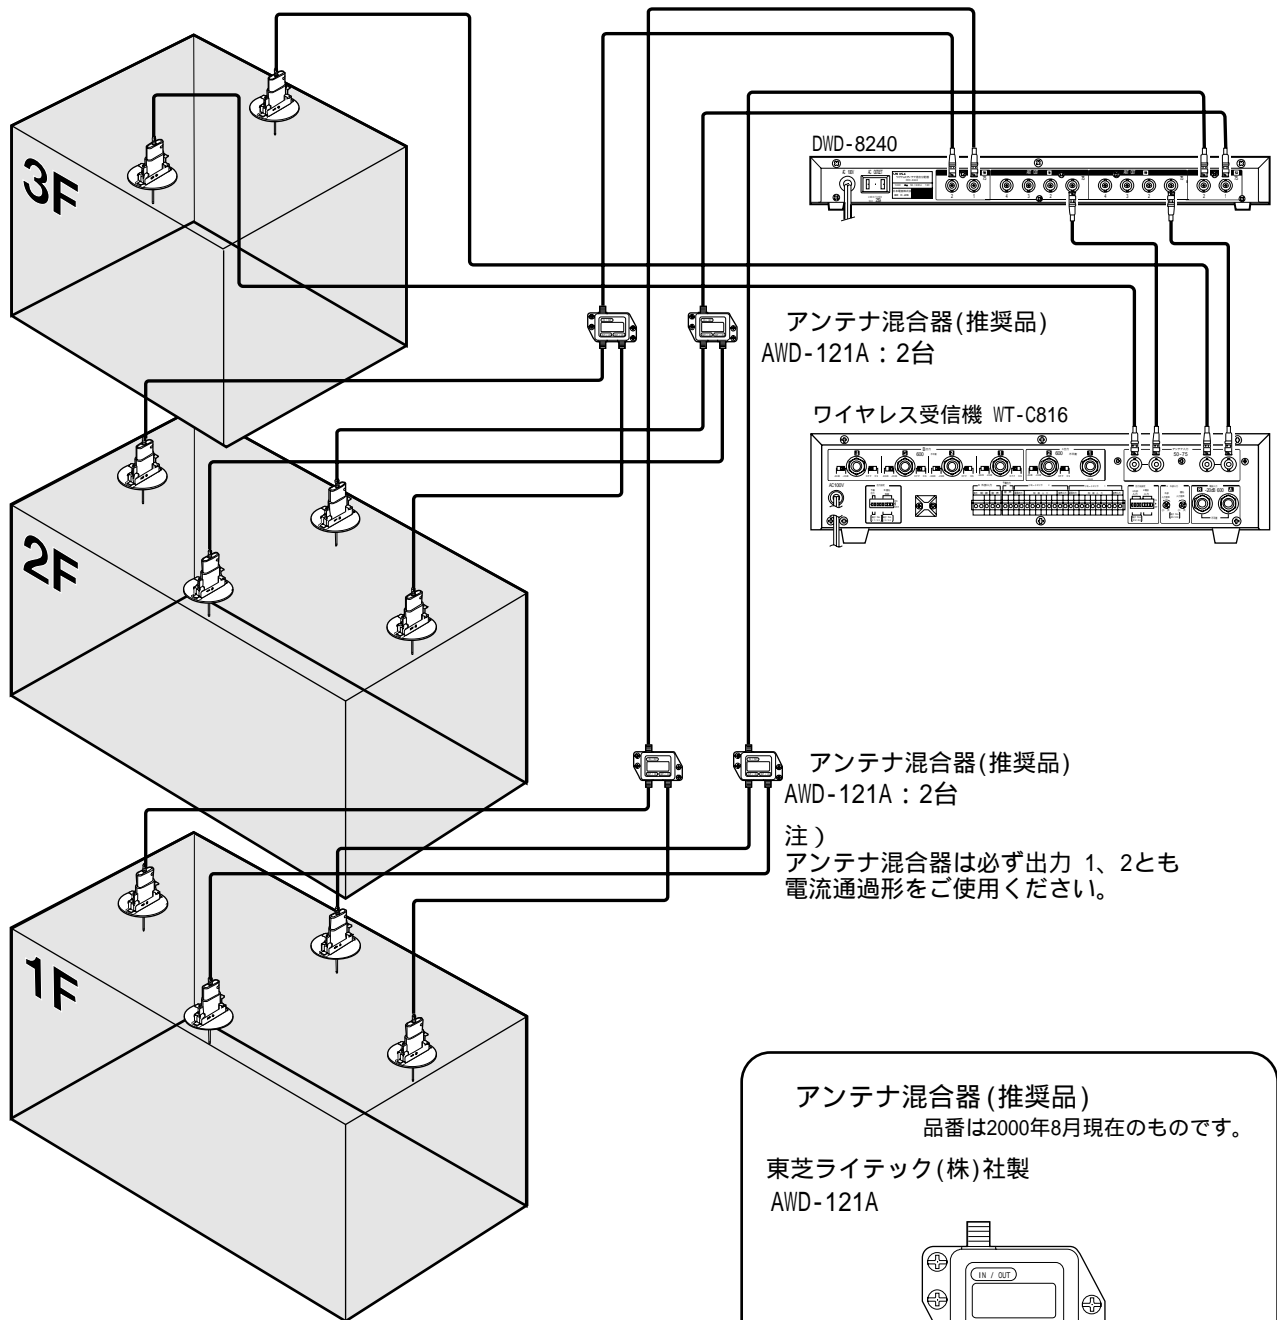 3F
DWD-8240
AC 100V
アンテナ混合器(推奨品)
AWD-121A：2台
ワイヤレス受信機 WT-C816
AC100V
2F
アンテナ混合器(推奨品)
AWD-121A：2台
注）
アンテナ混合器は必ず出力 1、2とも
電流通過形をご使用ください。
1F
アンテナ混合器(推奨品)
品番は2000年8月現在のものです。
東芝ライテック(株)社製
AWD-121A
IN / OUT